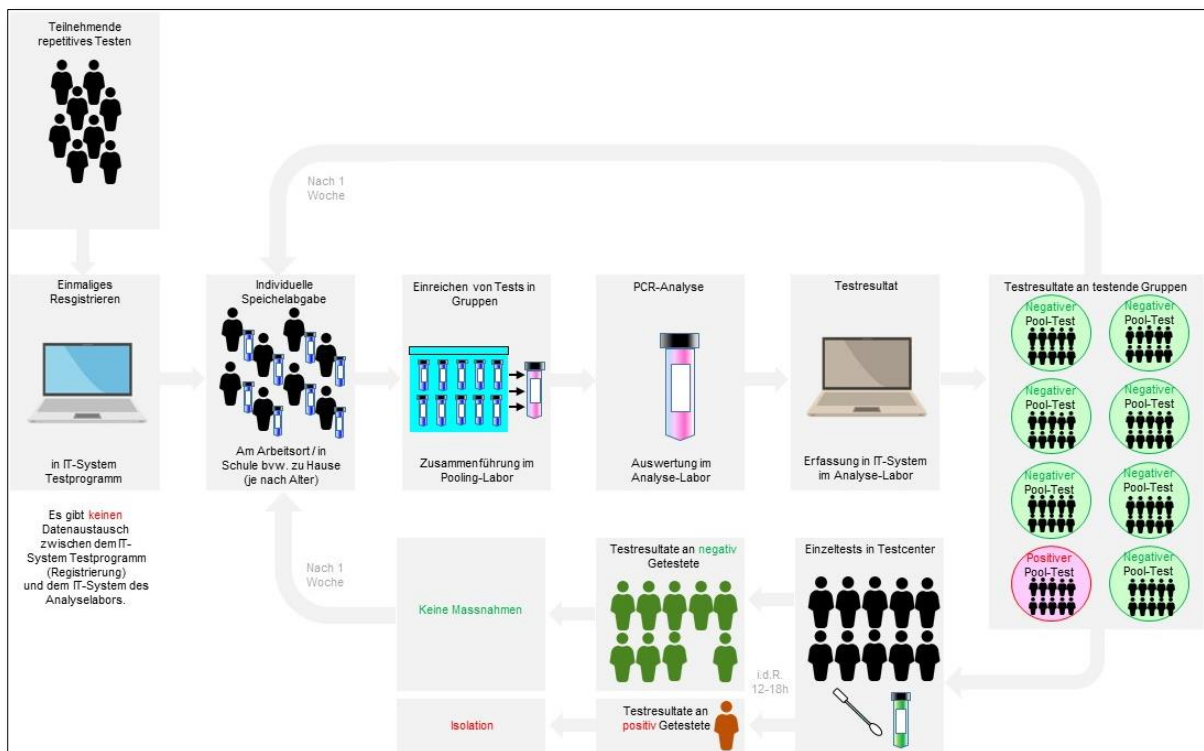 Teilnehmende
repetitives Testen
Nach 1
Woche
Einmaliges
Resgistrieren
in IT-System
Testprogramm
Es gibt keinen
Datenaustausch
zwischen dem IT-
System Testprogramm
(Registrierung)
und dem IT-System des
Analyselabors.
Individuelle
Speichelabgabe
Am Arbeitsort / in
Schule bvw. zu Hause
(je nach Alter)
Einreichen von Tests in
Gruppen
Zusammenführung im
Pooling-Labor
PCR-Analyse
Auswertung im
Analyse-Labor
Testresultat
Erfassung in IT-System
im Analyse-Labor
Testresultate an testende Gruppen
Negativer
Pool-Test
Negativer
Pool-Test
Negativer
Pool-Test
Negativer
Pool-Test
Negativer
Pool-Test
Negativer
Pool-Test
Positiver
Pool-Test
Negativer
Pool-Test
Einzeltests in Testcenter
i.d.R.
12-18h
Testresultate an negativ
Getestete
Testresultate an
positiv Getestete
Keine Massnahmen
Isolation
Nach 1
Woche